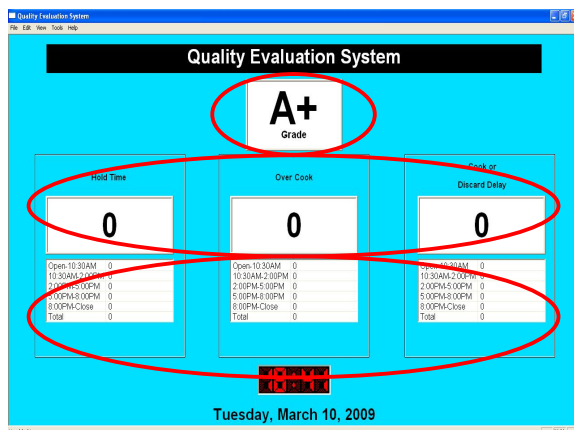 Quality Evaluation System
File Edit View Tools Help
Quality Evaluation System
A+
Grade
Hold Time
0
Open-10:30AM 0
10:30AM-2:00PM 0
2:00PM-5:00PM 0
5:00PM-8:00PM 0
8:00PM-Close 0
Total 0
Over Cook
0
Open-10:30AM 0
10:30AM-2:00PM 0
2:00PM-5:00PM 0
5:00PM-8:00PM 0
8:00PM-Close 0
Total 0
Cook or
Discard Delay
0
Open-10:30AM 0
10:30AM-2:00PM 0
2:00PM-5:00PM 0
5:00PM-8:00PM 0
8:00PM-Close 0
Total 0
Tuesday, March 10, 2009